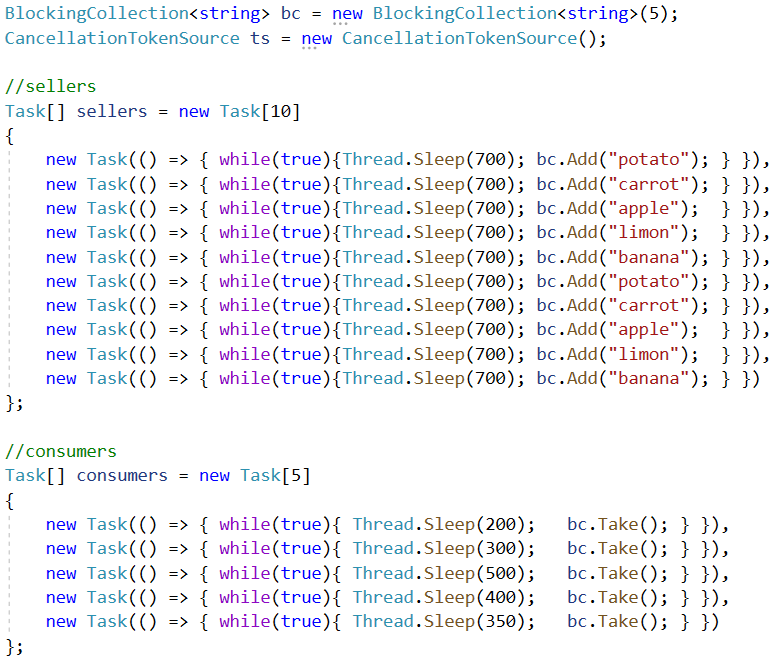 BlockingCollection<string> bc = new BlockingCollection<string>(5);
CancellationTokenSource ts = new CancellationTokenSource();

//sellers
Task[] sellers = new Task[10]
{
    new Task(() => { while(true){Thread.Sleep(700); bc.Add("potato"); } }),
    new Task(() => { while(true){Thread.Sleep(700); bc.Add("carrot"); } }),
    new Task(() => { while(true){Thread.Sleep(700); bc.Add("apple");  } }),
    new Task(() => { while(true){Thread.Sleep(700); bc.Add("limon");  } }),
    new Task(() => { while(true){Thread.Sleep(700); bc.Add("banana"); } }),
    new Task(() => { while(true){Thread.Sleep(700); bc.Add("potato"); } }),
    new Task(() => { while(true){Thread.Sleep(700); bc.Add("carrot"); } }),
    new Task(() => { while(true){Thread.Sleep(700); bc.Add("apple");  } }),
    new Task(() => { while(true){Thread.Sleep(700); bc.Add("limon");  } }),
    new Task(() => { while(true){Thread.Sleep(700); bc.Add("banana"); } })
};

//consumers
Task[] consumers = new Task[5]
{
    new Task(() => { while(true){ Thread.Sleep(200);   bc.Take(); } }),
    new Task(() => { while(true){ Thread.Sleep(300);   bc.Take(); } }),
    new Task(() => { while(true){ Thread.Sleep(500);   bc.Take(); } }),
    new Task(() => { while(true){ Thread.Sleep(400);   bc.Take(); } }),
    new Task(() => { while(true){ Thread.Sleep(350);   bc.Take(); } })
};